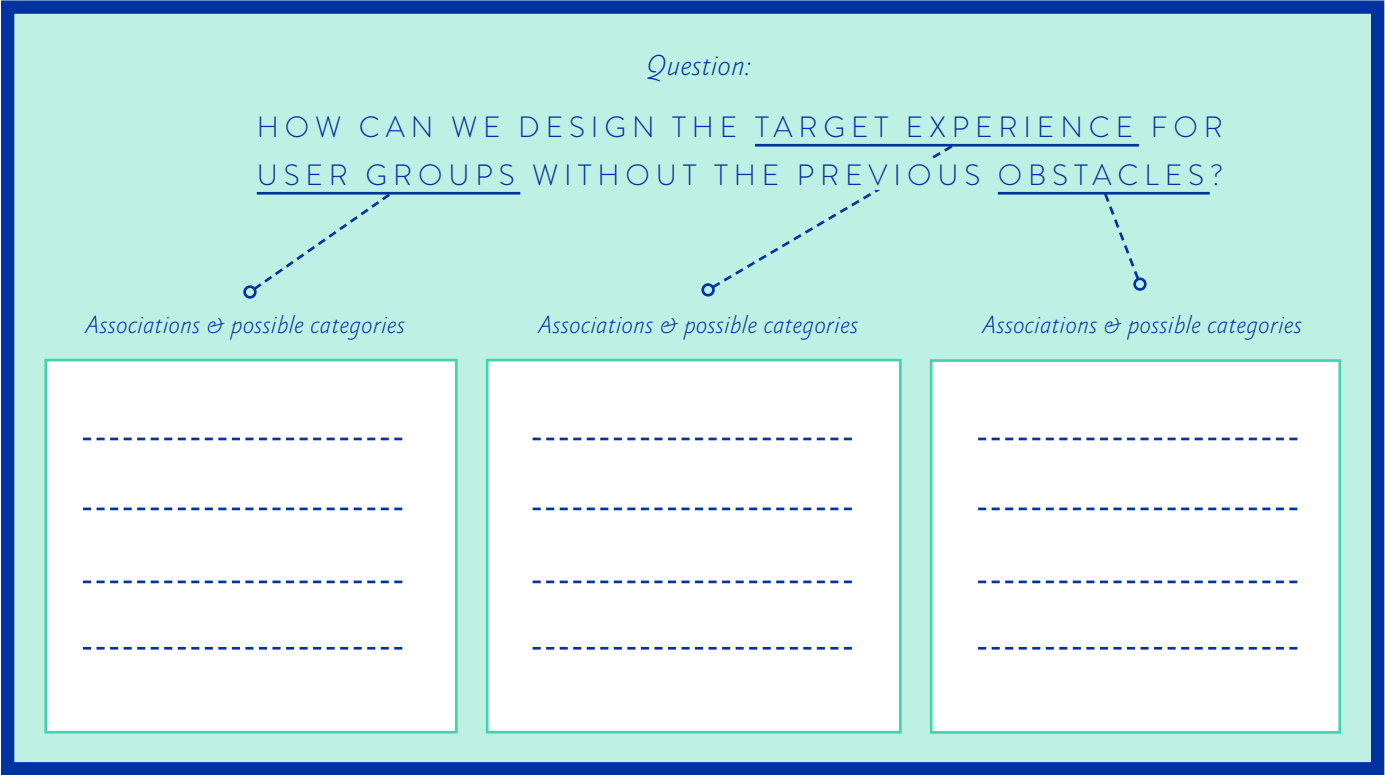 Question:
HOW CAN WE DESIGN THE TARGET EXPERIENCE FOR
USER GROUPS WITHOUT THE PREVIOUS OBSTACLES?
Associations & possible categories
Associations & possible categories
Associations & possible categories